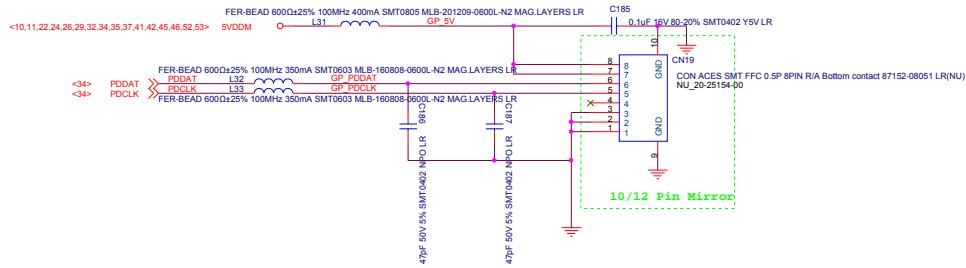 FER-BEAD 600Ω±25% 100MHz 400mA SMT0805 MLB-201209-0600L-N2 MAG.LAYERS LR
C185
<10,11,22,24,26,29,32,34,35,37,41,42,45,46,52,53> 5VDDM
L31
GP_5V
0.1uF 16V 80-20% SMT0402 Y5V LR
10
CN19
GND
8
8
7
7
CON ACES SMT FFC 0.5P 8PIN R/A Bottom contact 87152-08051 LR(NU)
NU_20-25154-00
FER-BEAD 600Ω±25% 100MHz 350mA SMT0603 MLB-160808-0600L-N2 MAG.LAYERS LR
<34> PDDAT
PDDAT
L32
GP_PDDAT
6
6
<34> PDCLK
PDCLK
L33
GP_PDCLK
5
5
FER-BEAD 600Ω±25% 100MHz 350mA SMT0603 MLB-160808-0600L-N2 MAG.LAYERS LR
4
4
3
3
2
2
1
1
GND
9
C186
47pF 50V 5% SMT0402 NPO LR
C187
47pF 50V 5% SMT0402 NPO LR
10/12 Pin Mirror